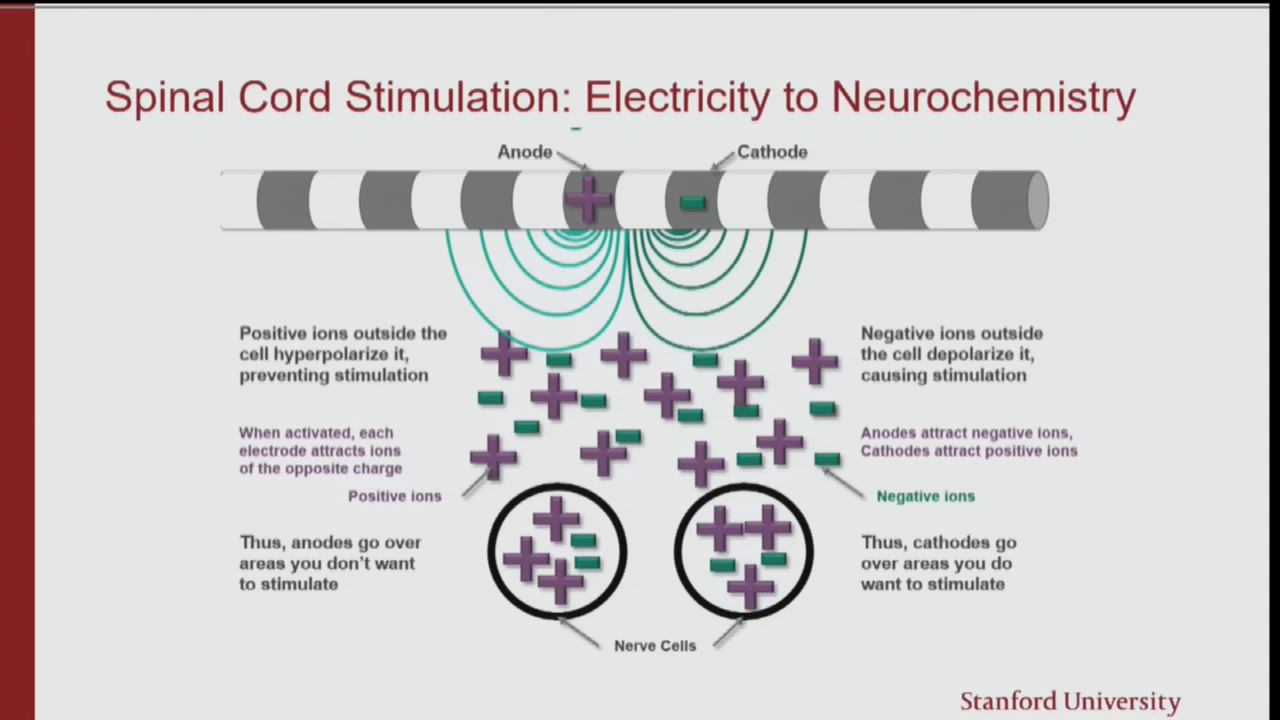 Spinal Cord Stimulation: Electricity to Neurochemistry
Anode
Cathode
Positive ions outside the
cell hyperpolarize it,
preventing stimulation
Negative ions outside
the cell depolarize it,
causing stimulation
When activated, each
electrode attracts ions
of the opposite charge
Anodes attract negative ions,
Cathodes attract positive ions
Positive ions
Negative ions
Thus, anodes go over
areas you don't want
to stimulate
Thus, cathodes go
over areas you do
want to stimulate
Nerve Cells
Stanford University